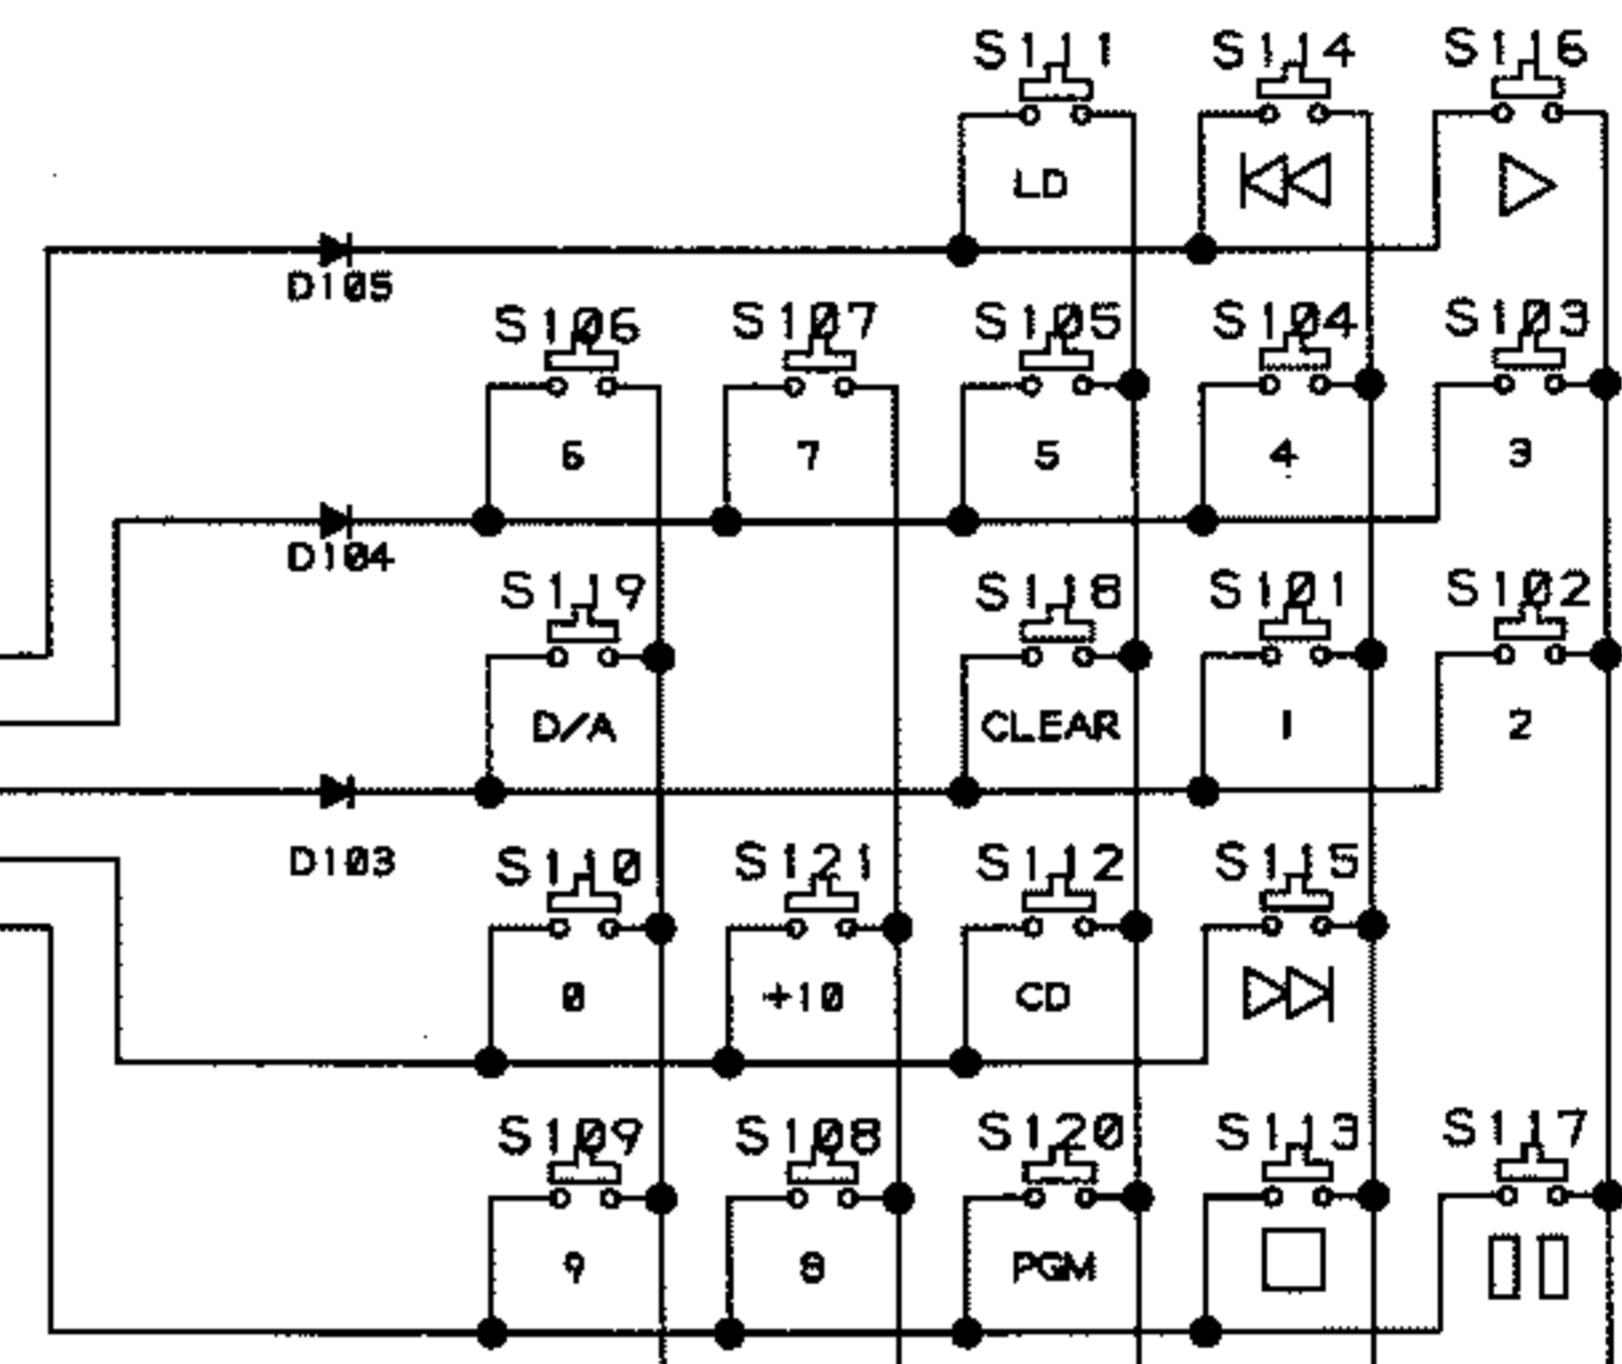 S111 S114 S116
LD
D105
S106 S107 S105 S104 S103
6 7 5 4 3
D104
S119 S118 S101 S102
D/A CLEAR 1 2
D103
S110 S121 S112 S115
0 +10 CD
S109 S108 S120 S113 S117
9 8 PGM